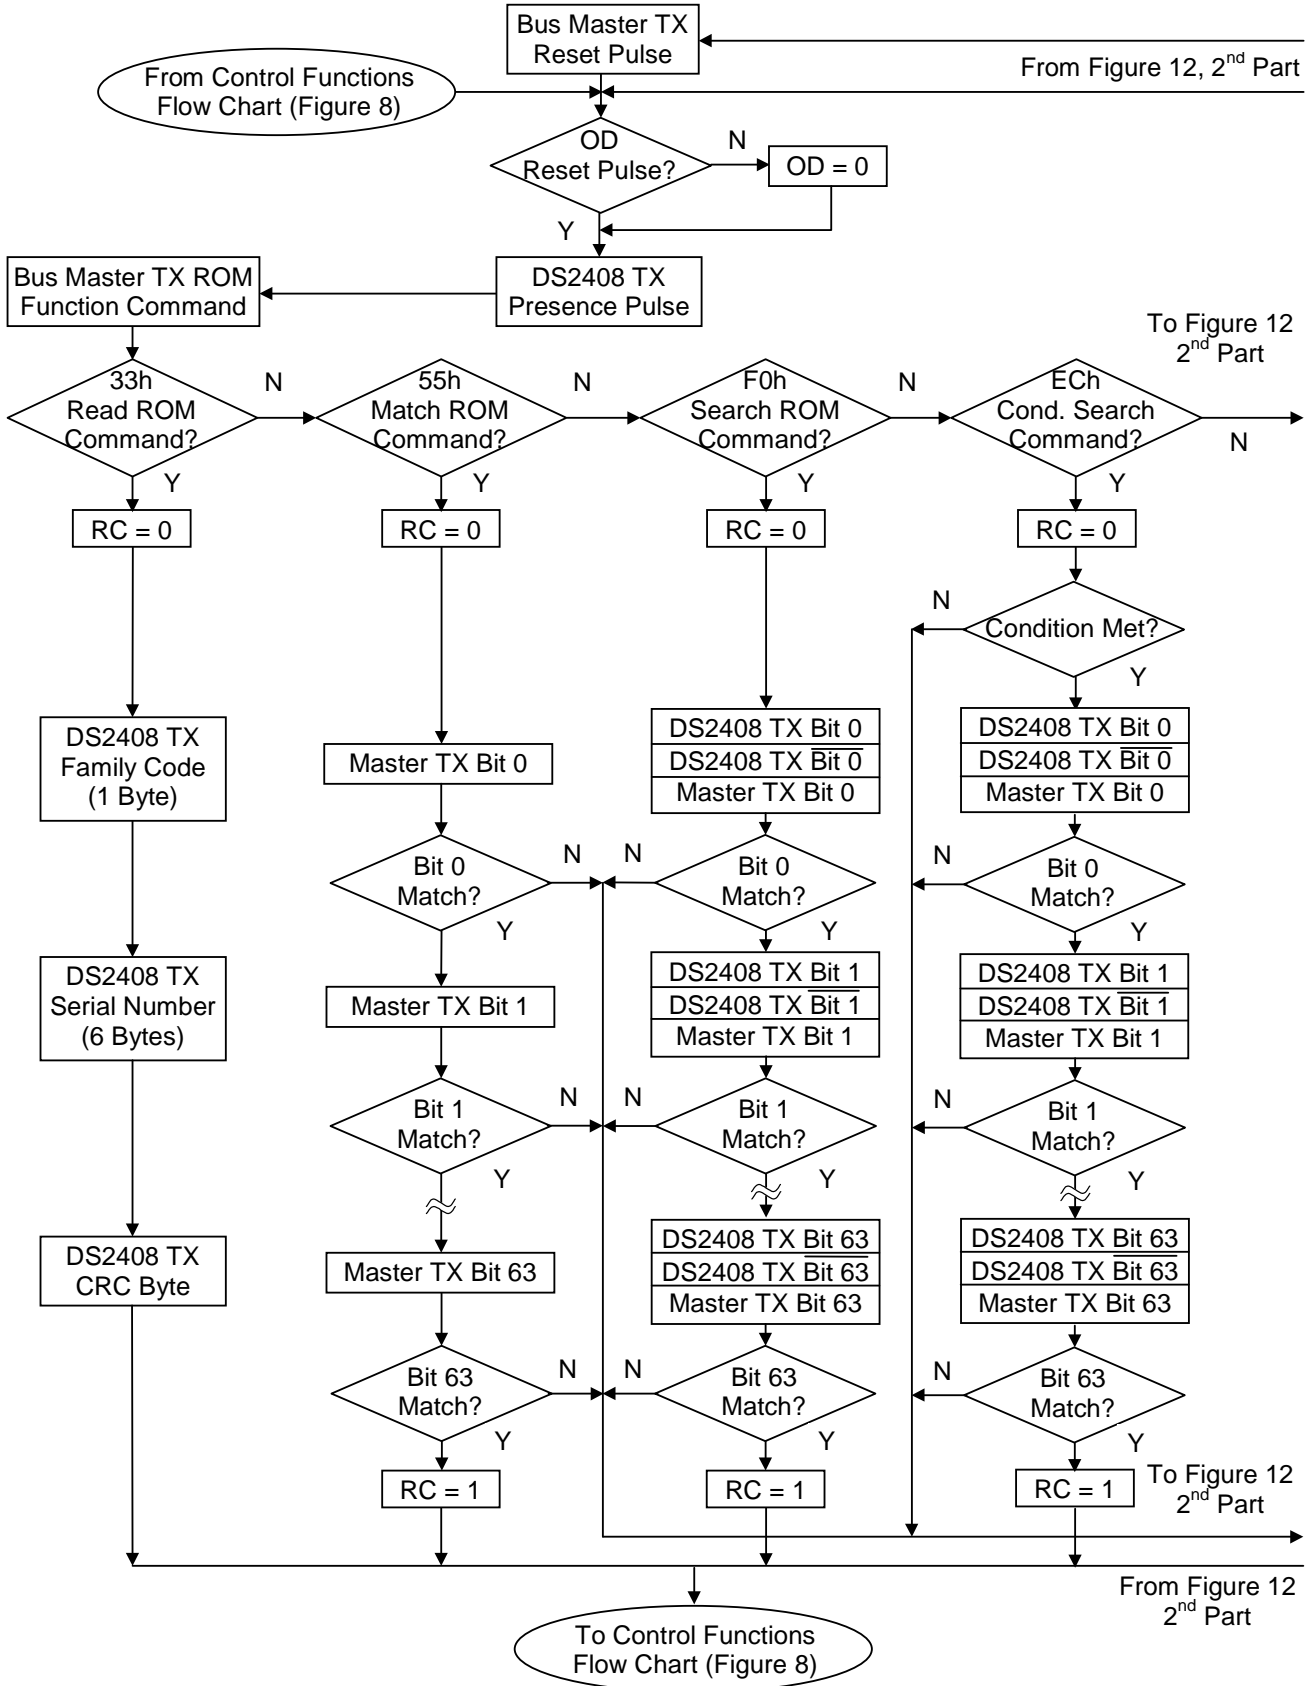 Bus Master TX
Reset Pulse
From Figure 12, 2nd Part
From Control Functions
Flow Chart (Figure 8)
OD
Reset Pulse?
N
OD = 0
Y
Bus Master TX ROM
Function Command
DS2408 TX
Presence Pulse
To Figure 12
2nd Part
33h
Read ROM
Command?
N
55h
Match ROM
Command?
N
F0h
Search ROM
Command?
N
ECh
Cond. Search
Command?
N
Y
Y
Y
Y
RC = 0
RC = 0
RC = 0
RC = 0
N
Condition Met?
Y
DS2408 TX
Family Code
(1 Byte)
Master TX Bit 0
DS2408 TX Bit 0
DS2408 TX Bit 0
Master TX Bit 0
DS2408 TX Bit 0
DS2408 TX Bit 0
Master TX Bit 0
Bit 0
Match?
N
N
Bit 0
Match?
N
Bit 0
Match?
Y
Y
Y
DS2408 TX
Serial Number
(6 Bytes)
Master TX Bit 1
DS2408 TX Bit 1
DS2408 TX Bit 1
Master TX Bit 1
DS2408 TX Bit 1
DS2408 TX Bit 1
Master TX Bit 1
Bit 1
Match?
N
N
Bit 1
Match?
N
Bit 1
Match?
Y
Y
Y
DS2408 TX
CRC Byte
Master TX Bit 63
DS2408 TX Bit 63
DS2408 TX Bit 63
Master TX Bit 63
DS2408 TX Bit 63
DS2408 TX Bit 63
Master TX Bit 63
Bit 63
Match?
N
N
Bit 63
Match?
N
Bit 63
Match?
Y
Y
Y
RC = 1
RC = 1
RC = 1
To Figure 12
2nd Part
From Figure 12
2nd Part
To Control Functions
Flow Chart (Figure 8)